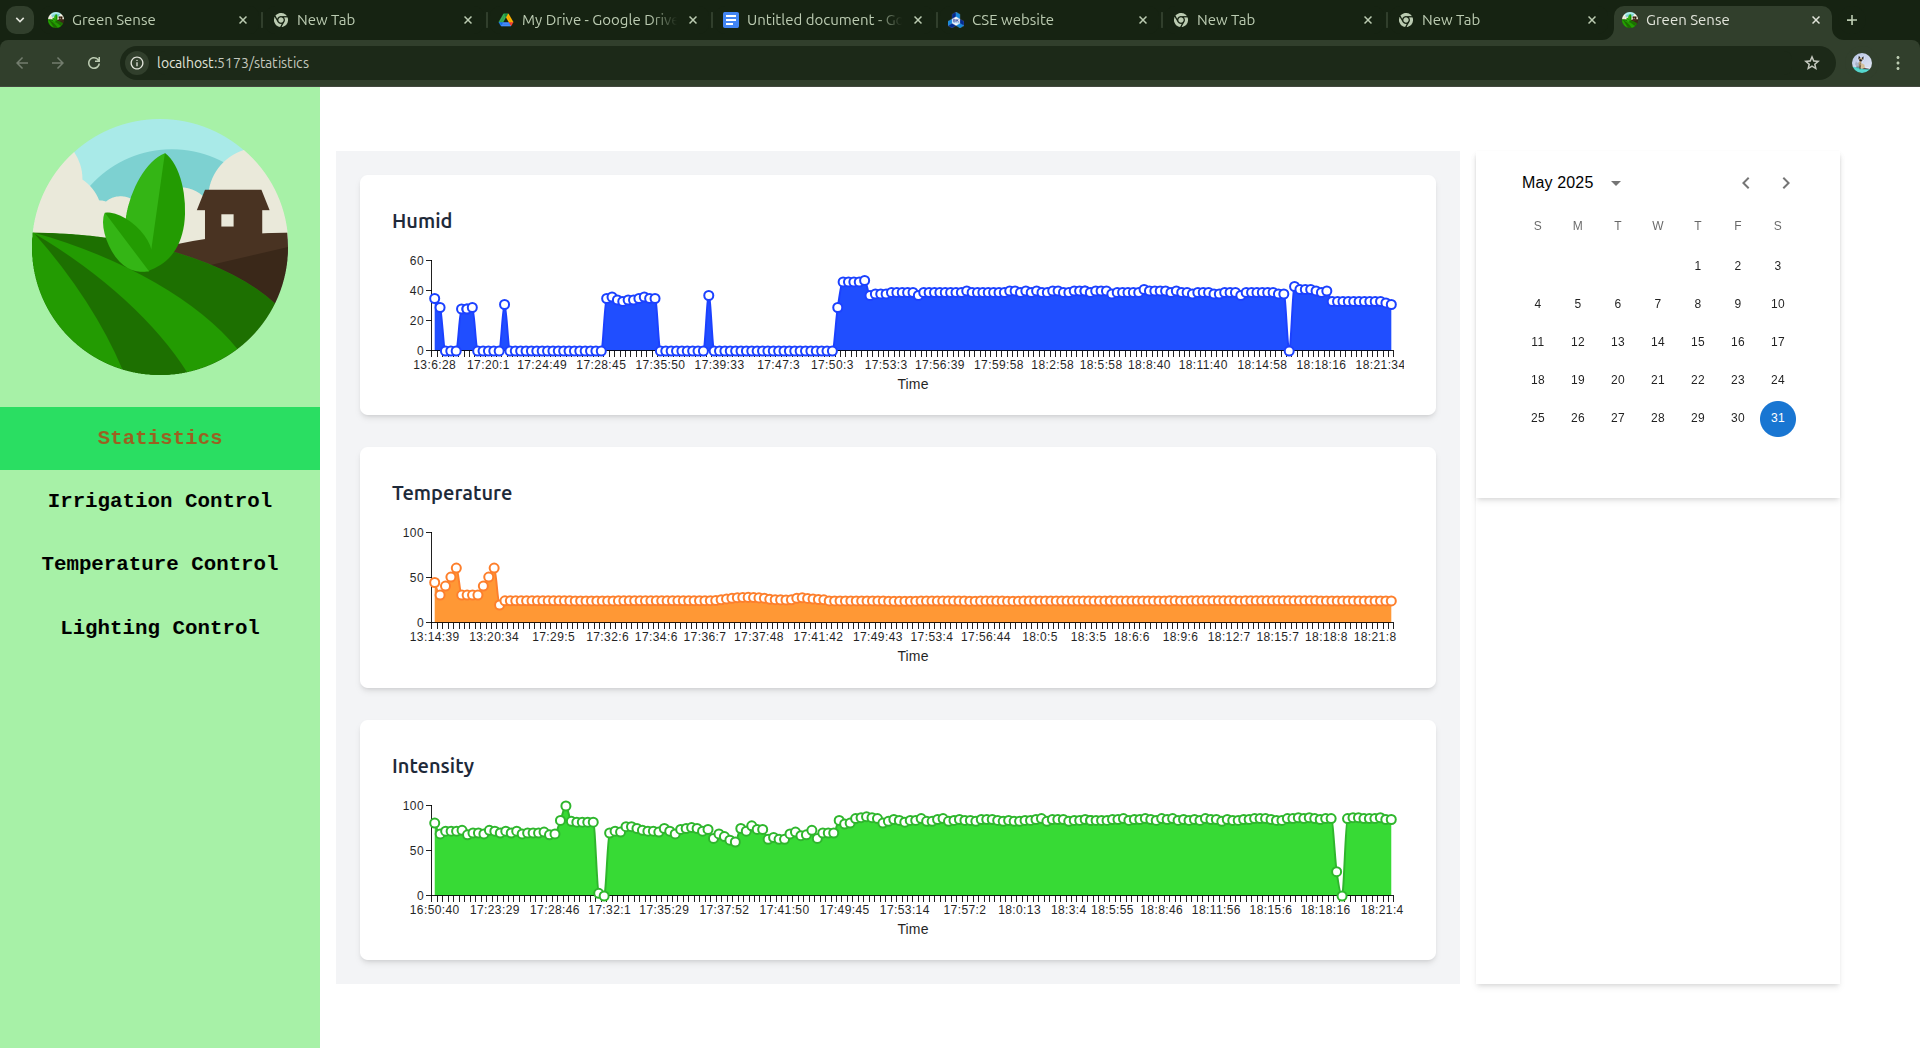 Green Sense
New Tab
My Drive - Google Drive
Untitled document - Go
CSE website
New Tab
New Tab
Green Sense
localhost:5173/statistics
Statistics
Irrigation Control
Temperature Control
Lighting Control
Humid
60
40
20
0
13:6:28 17:20:1 17:24:49 17:28:45 17:35:50 17:39:33 17:47:3 17:50:3 17:53:3 17:56:39 17:59:58 18:2:58 18:5:58 18:8:40 18:11:40 18:14:58 18:18:16 18:21:34
Time
Temperature
100
50
0
13:14:39 13:20:34 17:29:5 17:32:6 17:34:6 17:36:7 17:37:48 17:41:42 17:49:43 17:53:4 17:56:44 18:0:5 18:3:5 18:6:6 18:9:6 18:12:7 18:15:7 18:18:8 18:21:8
Time
Intensity
100
50
0
16:50:40 17:23:29 17:28:46 17:32:1 17:35:29 17:37:52 17:41:50 17:49:45 17:53:14 17:57:2 18:0:13 18:3:4 18:5:55 18:8:46 18:11:56 18:15:6 18:18:16 18:21:4
Time
May 2025
S M T W T F S
1 2 3
4 5 6 7 8 9 10
11 12 13 14 15 16 17
18 19 20 21 22 23 24
25 26 27 28 29 30 31